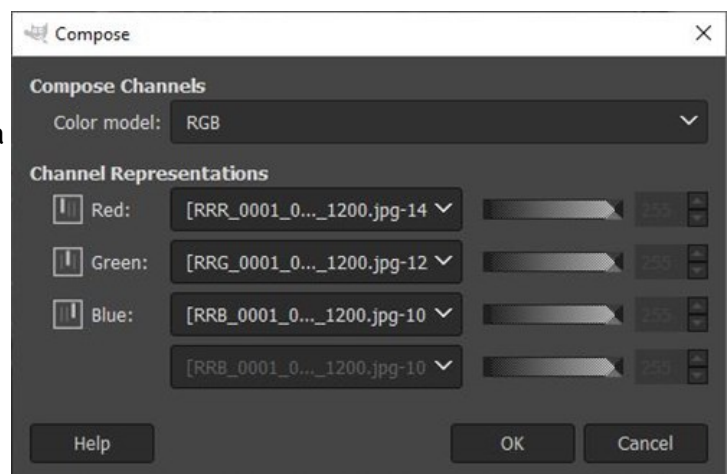 Compose
Compose Channels
Color model: RGB
a
Channel Representations
Red: [RRR_0001_0..._1200.jpg-14 255
Green: [RRG_0001_0..._1200.jpg-12 255
Blue: [RRB_0001_0..._1200.jpg-10 255
[RRB_0001_0..._1200.jpg-10 255
Help OK Cancel